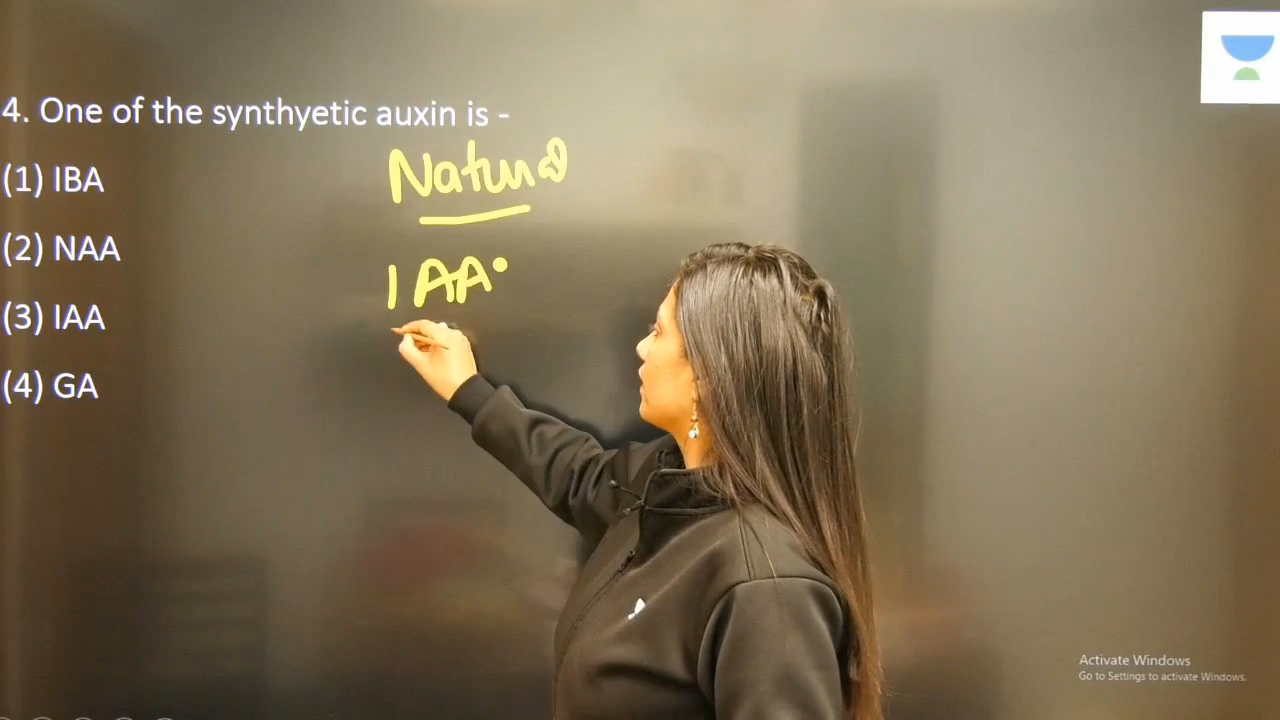 4. One of the synthyetic auxin is -
Natural
(1) IBA
(2) NAA
IAA
(3) IAA
(4) GA
Activate Windows
Go to Settings to activate Windows.